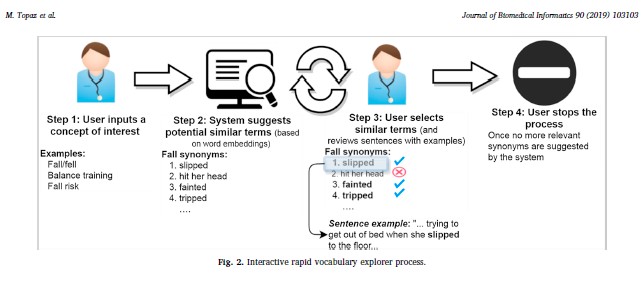 M. Topaz et al.
Journal of Biomedical Informatics 90 (2019) 103103
Step 1: User inputs a
concept of interest
Examples:
Fall/fell
Balance training
Fall risk
Step 2: System suggests
potential similar terms (based
on word embeddings)
Fall synonyms:
1. slipped
2. hit her head
3. fainted
4. tripped
....
Step 3: User selects
similar terms (and
reviews sentences with examples)
Fall synonyms:
1. slipped
2. hit her head
3. fainted
4. tripped
....
Sentence example: "... trying to
get out of bed when she slipped
to the floor...
Step 4: User stops the
process
Once no more relevant
synonyms are suggested
by the system
Fig. 2. Interactive rapid vocabulary explorer process.